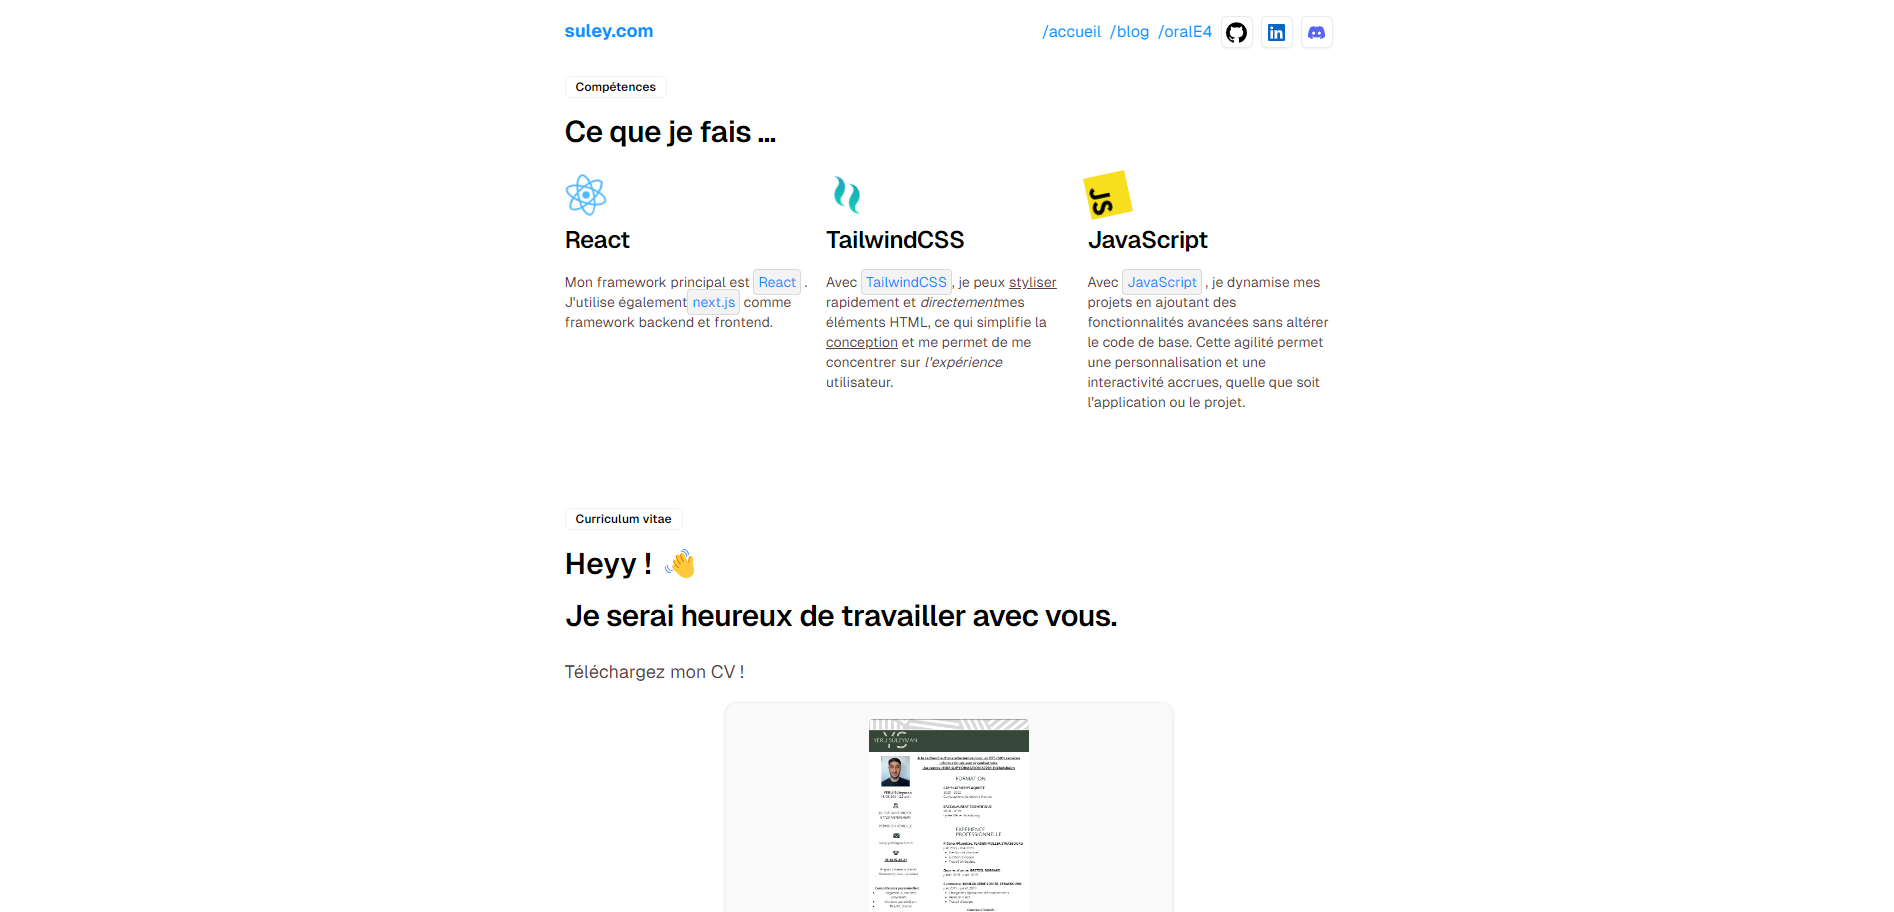 suley.com
/accueil /blog /oralE4
Compétences
Ce que je fais ...
JS
React
Mon framework principal est React .
J'utilise également next.js comme
framework backend et frontend.
TailwindCSS
Avec TailwindCSS, je peux styliser
rapidement et directementmes
éléments HTML, ce qui simplifie la
conception et me permet de me
concentrer sur l'expérience
utilisateur.
JavaScript
Avec JavaScript , je dynamise mes
projets en ajoutant des
fonctionnalités avancées sans altérer
le code de base. Cette agilité permet
une personnalisation et une
interactivité accrues, quelle que soit
l'application ou le projet.
Curriculum vitae
Heyy ! 👋
Je serai heureux de travailler avec vous.
Téléchargez mon CV !
YS
FORMATION
EXPERIENCE
PROFESSIONNELLE